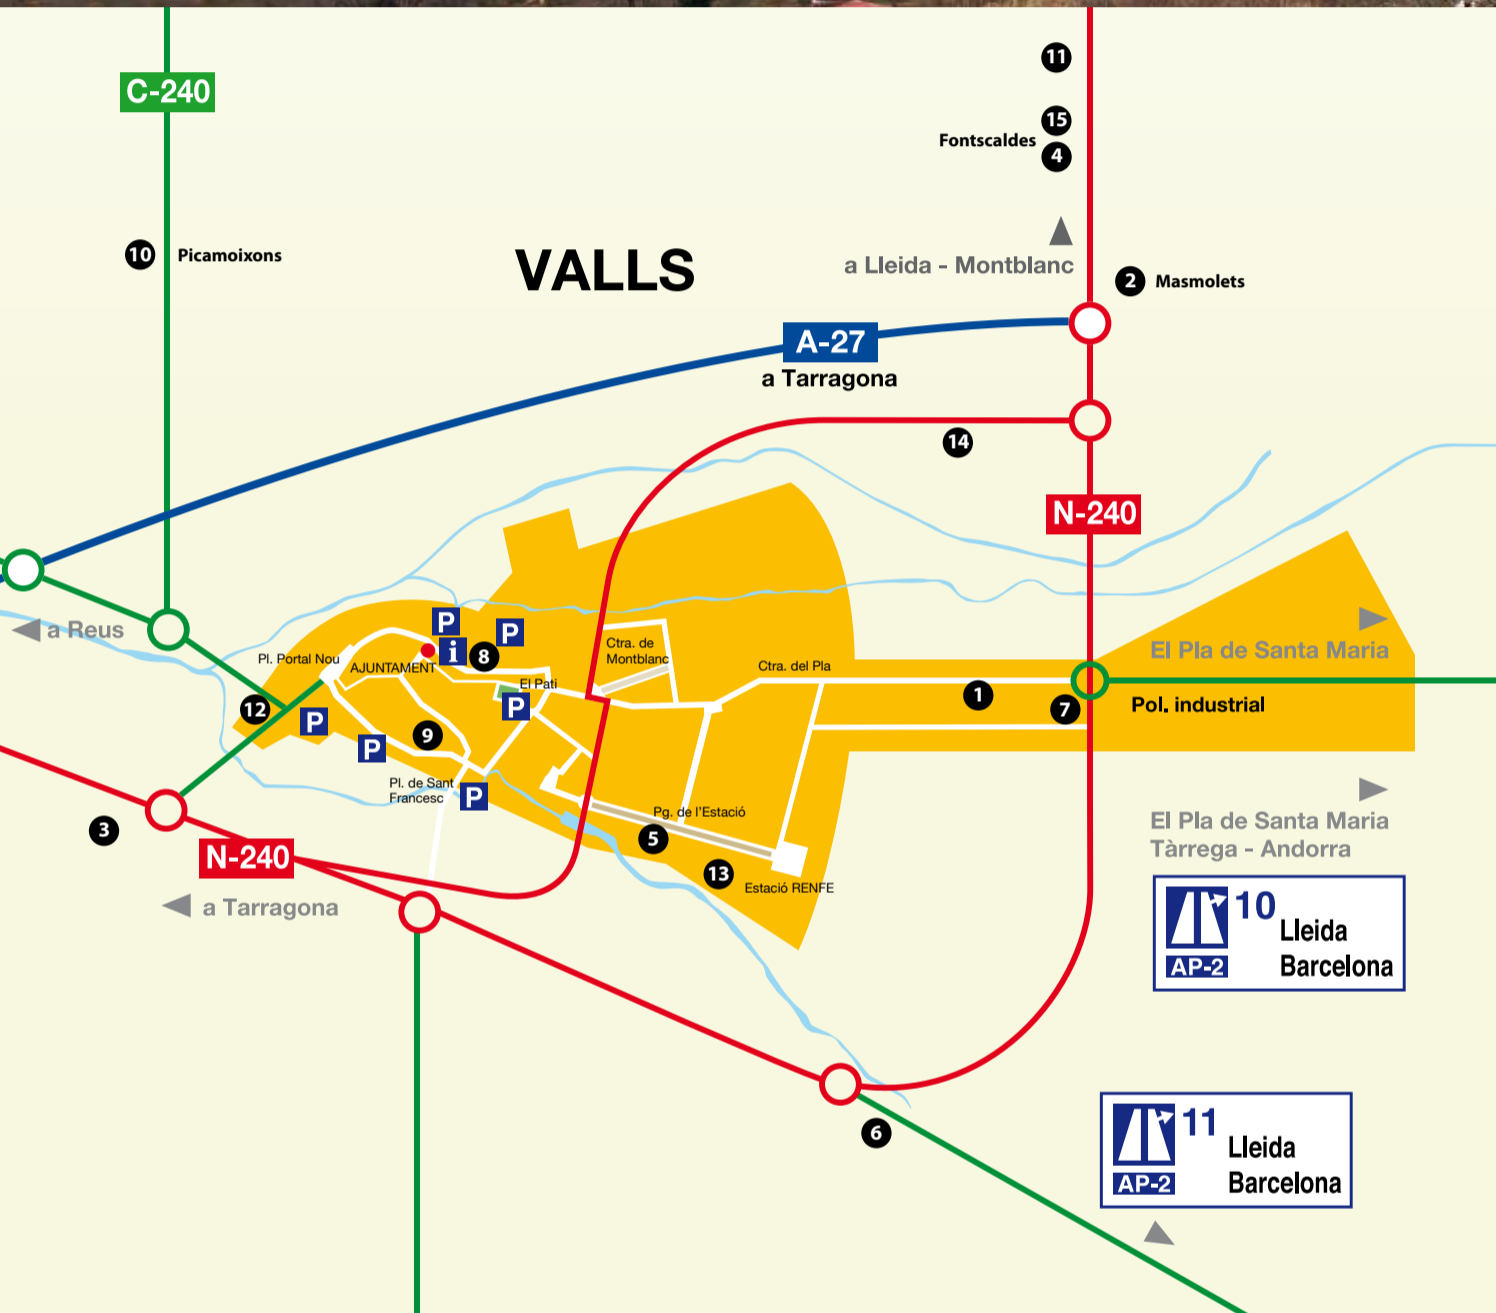 C-240
11
15
Fontscaldes
4
10 Picamoixons
VALLS
a Lleida - Montblanc
2 Masmolets
A-27
a Tarragona
14
N-240
a Reus
P
P
i
8
Pl. Portal Nou
AJUNTAMENT
Ctra. de
Montblanc
Ctra. del Pla
El Pla de Santa Maria
El Pati
P
12
P
9
P
1
7
Pol. industrial
Pl. de Sant
Francesc
P
Pg. de l'Estació
5
13
Estació RENFE
3
N-240
a Tarragona
El Pla de Santa Maria
Tàrrega - Andorra
10
Lleida
AP-2 Barcelona
11
Lleida
AP-2 Barcelona
6